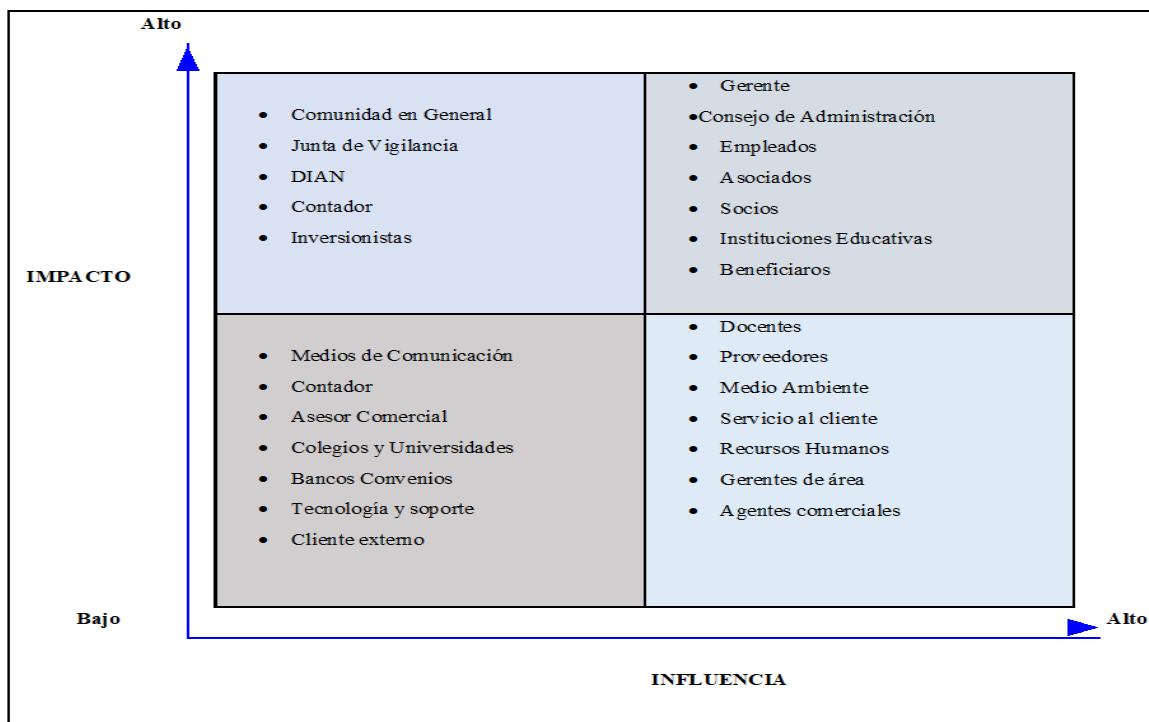 Alto
• Comunidad en General
• Junta de Vigilancia
• DIAN
• Contador
• Inversionistas
• Gerente
•Consejo de Administración
• Empleados
• Asociados
• Socios
• Instituciones Educativas
• Beneficiaros
IMPACTO
• Medios de Comunicación
• Contador
• Asesor Comercial
• Colegios y Universidades
• Bancos Convenios
• Tecnología y soporte
• Cliente externo
• Docentes
• Proveedores
• Medio Ambiente
• Servicio al cliente
• Recursos Humanos
• Gerentes de área
• Agentes comerciales
Bajo
Alto
INFLUENCIA